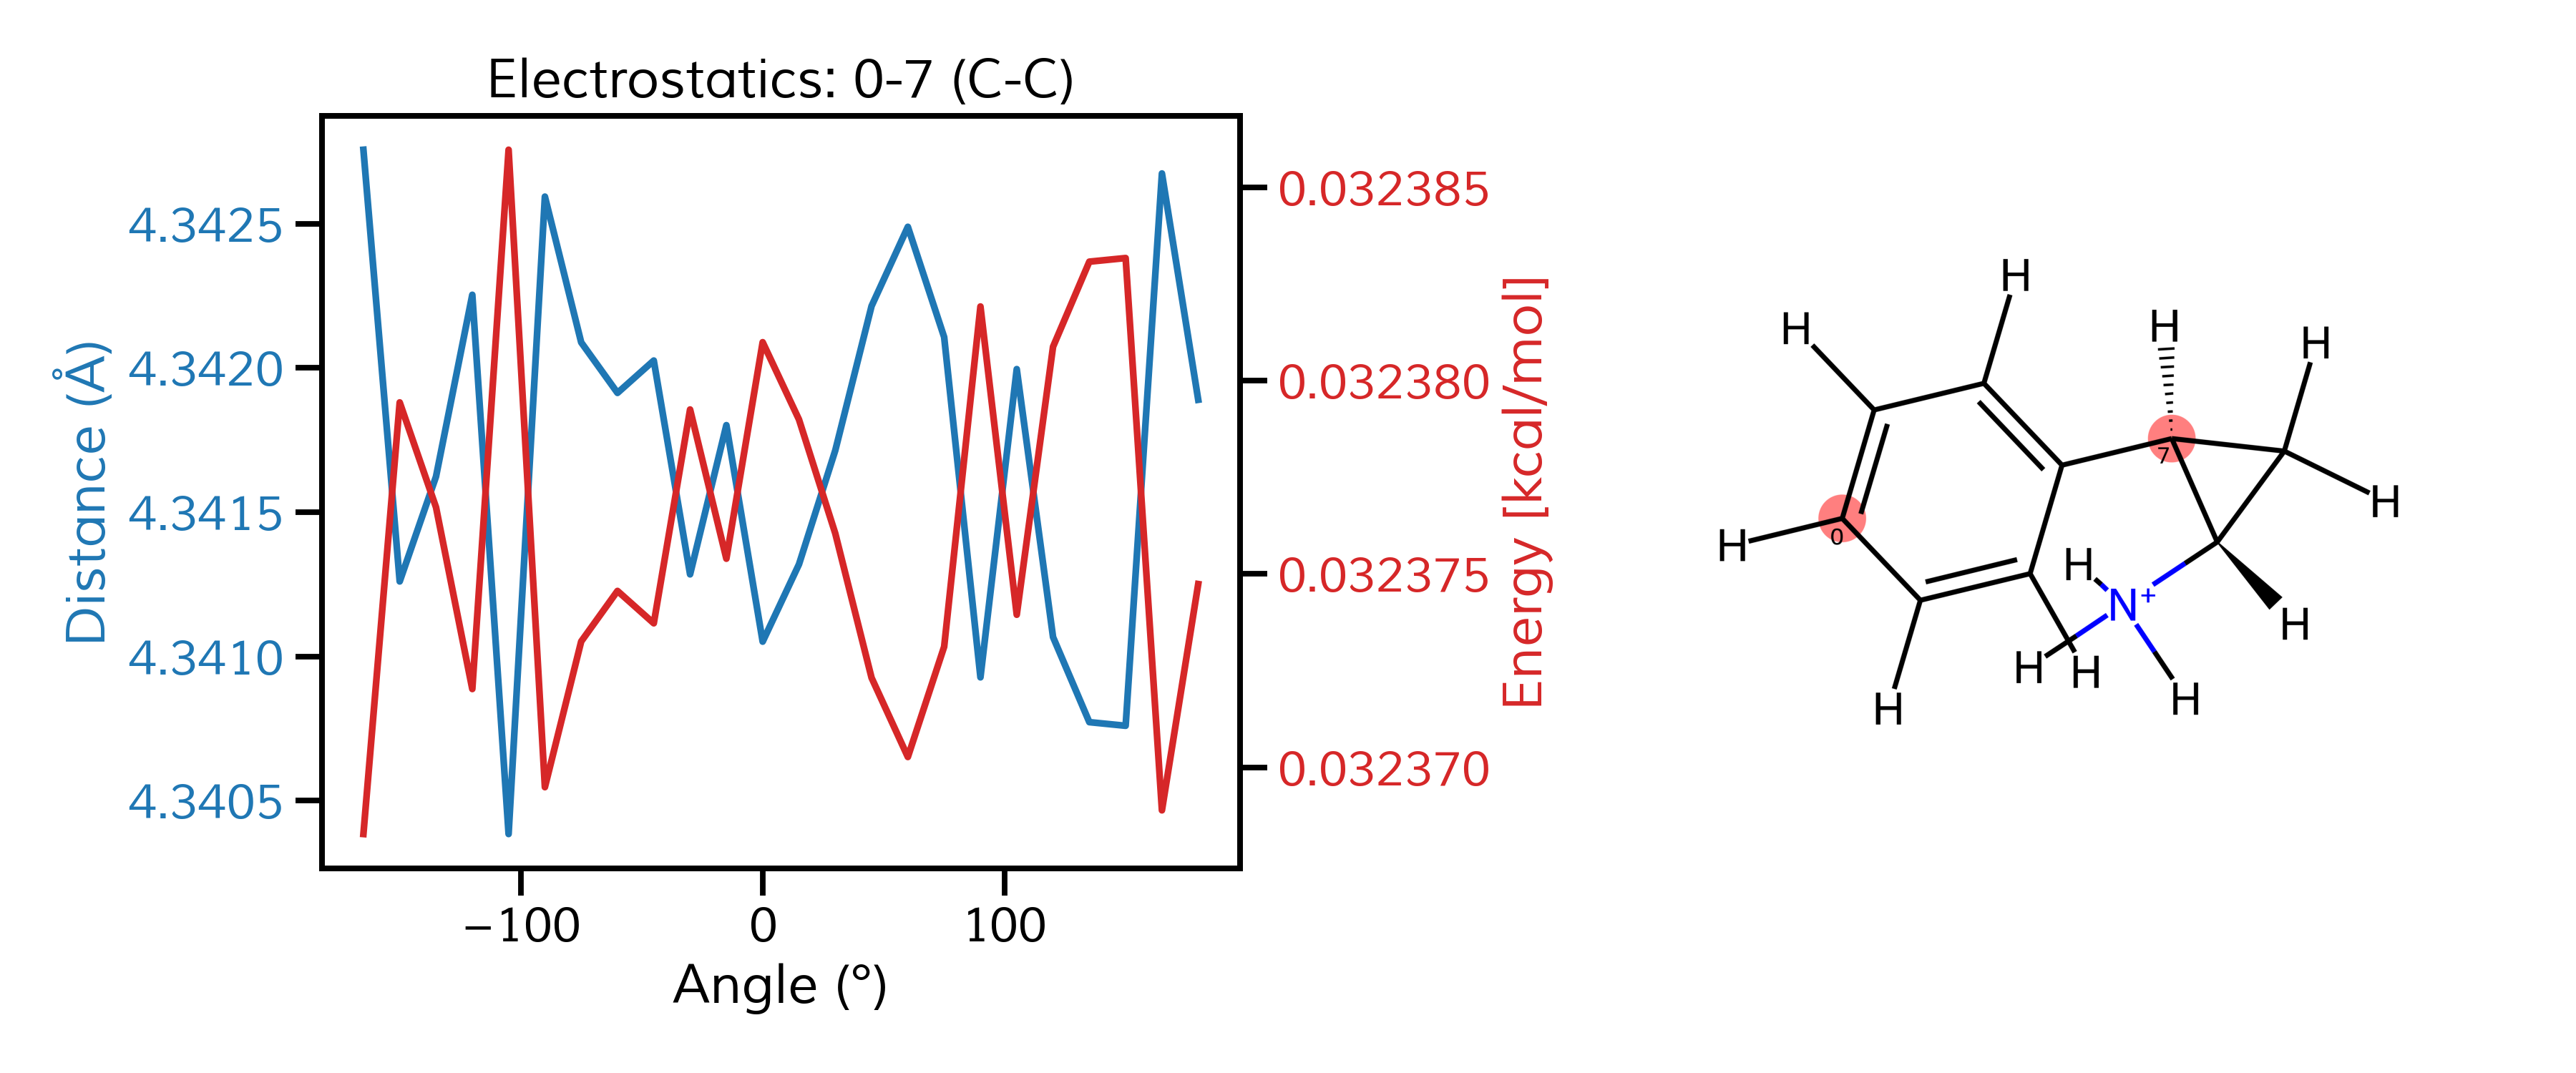 Electrostatics: 0-7 (C-C)
4.3425
4.3420
4.3415
4.3410
4.3405
Distance (Å)
−100
0
100
Angle (°)
0.032385
0.032380
0.032375
0.032370
Energy [kcal/mol]
H
H
H
H
H
7
0
H
H
H
N+
H
H
H
H
H